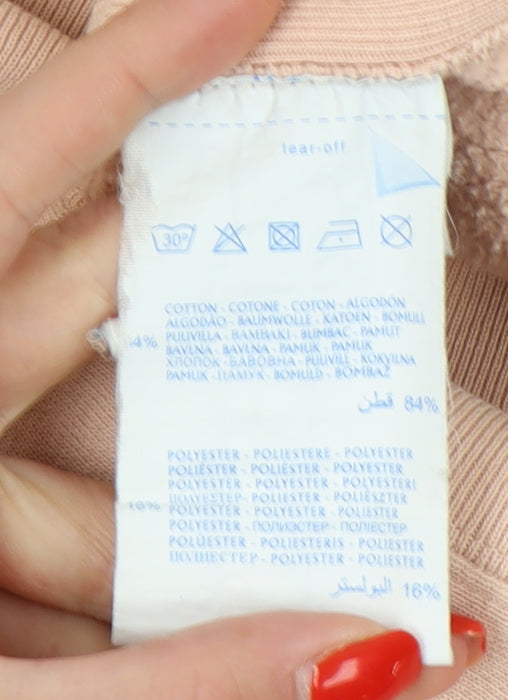 tear-off
30°
COTTON - COTONE - COTON - ALGODÓN
ALGODÃO - BAUMWOLLE - KATOEN - BOMULL
PUUVILLA - BAMBAKI - BUMBAC - PAMUT
4% BAVLNA - BAVLNA - PAMUK - PAMUK
ХЛОПОК - БАВОВНА - PUUVILL - KOKVILNA
PAMUK - ПАМУК - BOMULD - BOMBAŽ
قطن 84%
POLYESTER - POLIESTERE - POLYESTER
POLIÉSTER - POLIÉSTER - POLYESTER
POLYESTER - POLYESTER - POLYESTERI
ПОЛУЕΣТЕР - POLIESTER - POLIÉSZTER
16% POLYESTER - POLYESTER - POLIESTER
POLYESTER - ПОЛИЭСТЕР - ПОЛІЕСТЕР
POLÜESTER - POLIESTERIS - POLIESTER
ПОЛИЕСТЕР - POLYESTER - POLIESTER
البوليستر 16%